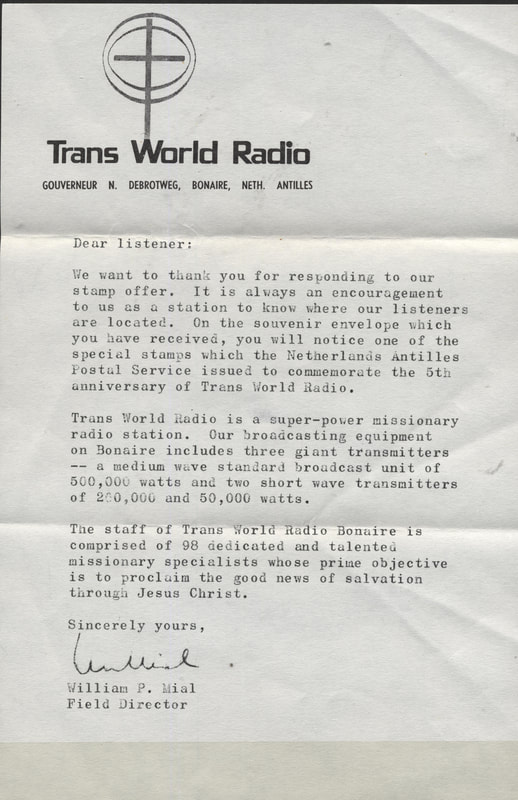 Trans World Radio
GOUVERNEUR N. DEBROTWEG, BONAIRE, NETH. ANTILLES
Dear listener:
We want to thank you for responding to our
stamp offer. It is always an encouragement
to us as a station to know where our listeners
are located. On the souvenir envelope which
you have received, you will notice one of the
special stamps which the Netherlands Antilles
Postal Service issued to commemorate the 5th
anniversary of Trans World Radio.
Trans World Radio is a super-power missionary
radio station. Our broadcasting equipment
on Bonaire includes three giant transmitters
-- a medium wave standard broadcast unit of
500,000 watts and two short wave transmitters
of and 50,000 watts.
The staff of Trans World Radio Bonaire is
comprised of 98 dedicated and talented
missionary specialists whose prime objective
is to proclaim the good news of salvation
through Jesus Christ.
Sincerely yours,
William P. Mial
Field Director